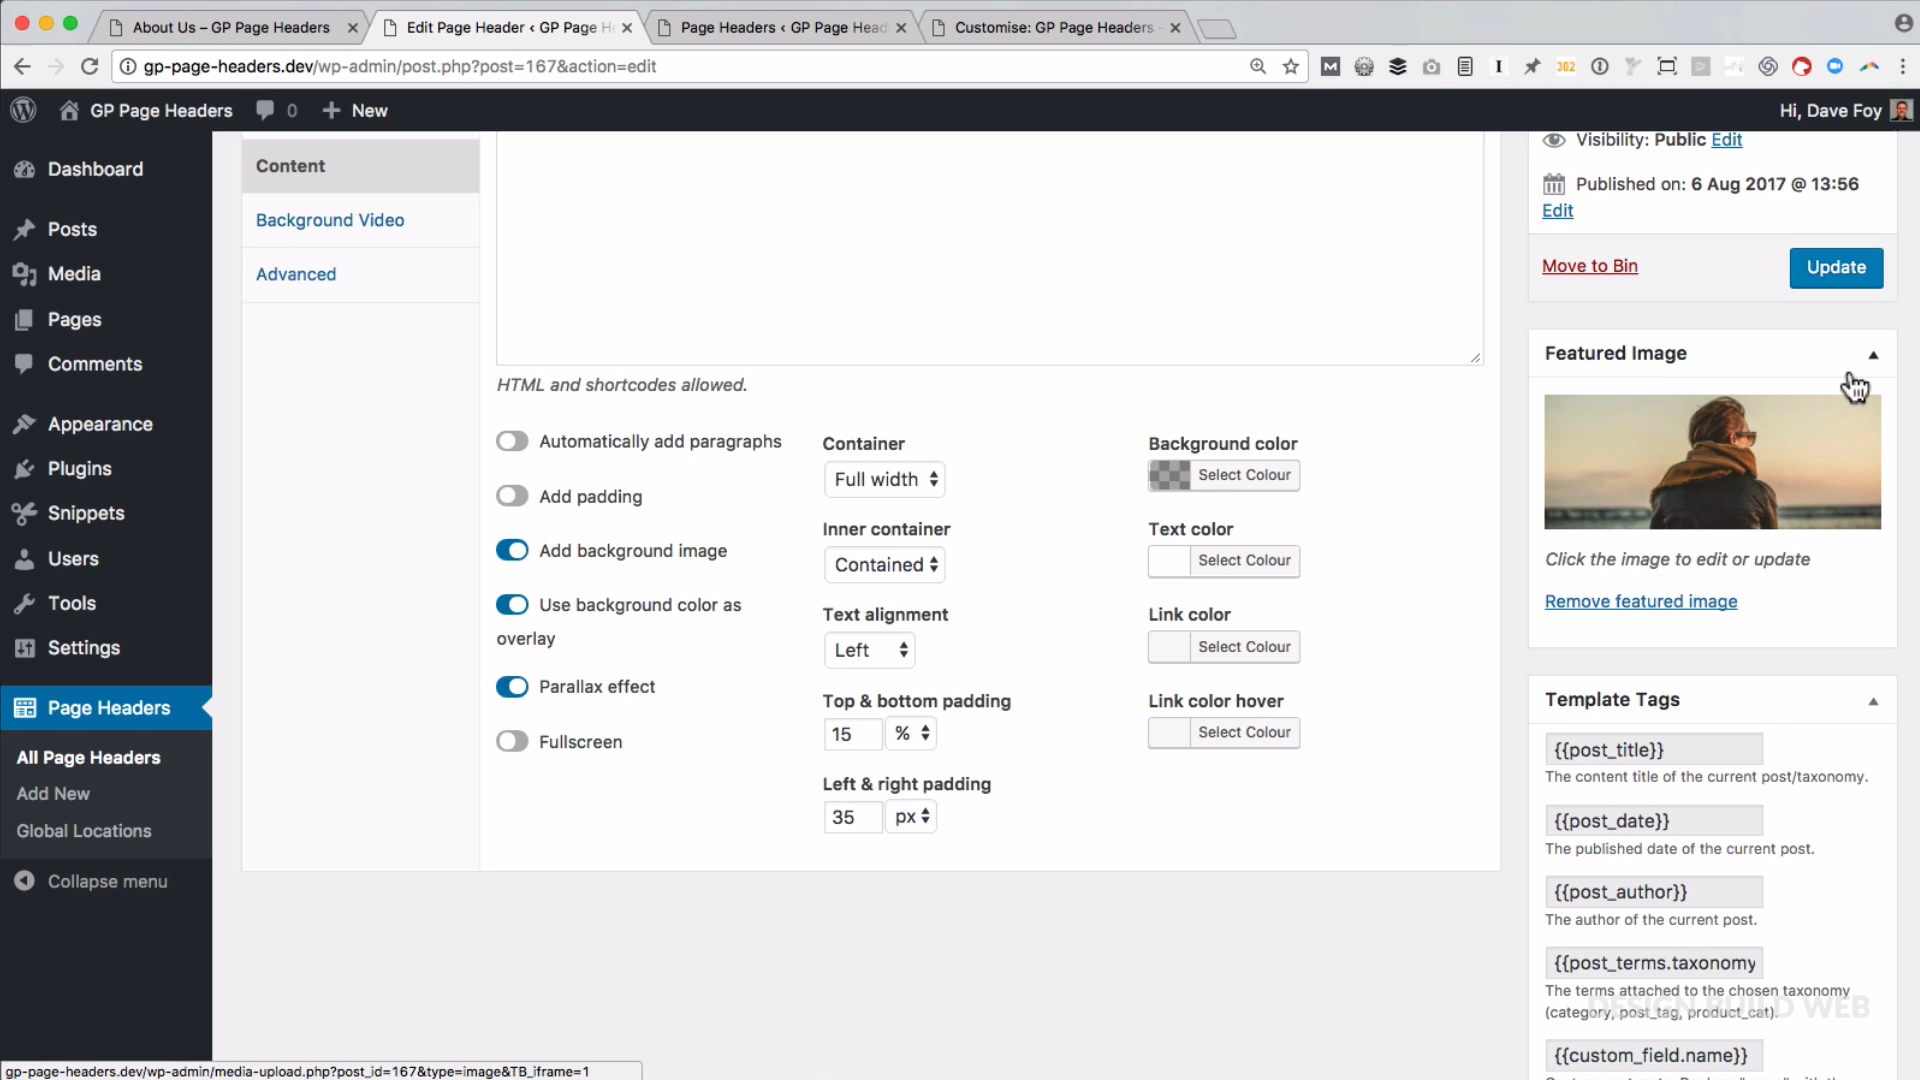 About Us – GP Page Headers
Edit Page Header ‹ GP Page H
Page Headers ‹ GP Page Head
Customise: GP Page Headers -
gp-page-headers.dev/wp-admin/post.php?post=167&action=edit
302
GP Page Headers
0
New
Hi, Dave Foy
Dashboard
Posts
Media
Pages
Comments
Appearance
Plugins
Snippets
Users
Tools
Settings
Page Headers
All Page Headers
Add New
Global Locations
Collapse menu
Content
Background Video
Advanced
HTML and shortcodes allowed.
Automatically add paragraphs
Add padding
Add background image
Use background color as
overlay
Parallax effect
Fullscreen
Container
Full width
Inner container
Contained
Text alignment
Left
Top & bottom padding
15 %
Left & right padding
35 px
Background color
Select Colour
Text color
Select Colour
Link color
Select Colour
Link color hover
Select Colour
Visibility: Public Edit
Published on: 6 Aug 2017 @ 13:56
Edit
Move to Bin
Update
Featured Image
Click the image to edit or update
Remove featured image
Template Tags
{{post_title}}
The content title of the current post/taxonomy.
{{post_date}}
The published date of the current post.
{{post_author}}
The author of the current post.
{{post_terms.taxonomy
The terms attached to the chosen taxonomy
(category, post_tag, product_cat).
DESIGN BUILD WEB
{{custom_field.name}}
gp-page-headers.dev/wp-admin/media-upload.php?post_id=167&type=image&TB_iframe=1